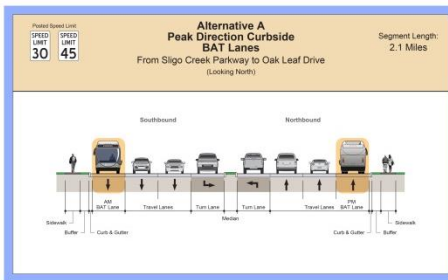 Posted Speed Limit
SPEED LIMIT 30
SPEED LIMIT 45
Alternative A
Peak Direction Curbside
BAT Lanes
From Sligo Creek Parkway to Oak Leaf Drive
(Looking North)
Segment Length:
2.1 Miles
Southbound
Northbound
AM
BAT Lane
Travel Lanes
Turn Lane
Turn Lane
Travel Lanes
PM
BAT Lane
Median
Sidewalk
Buffer
Curb & Gutter
Curb & Gutter
Buffer
Sidewalk